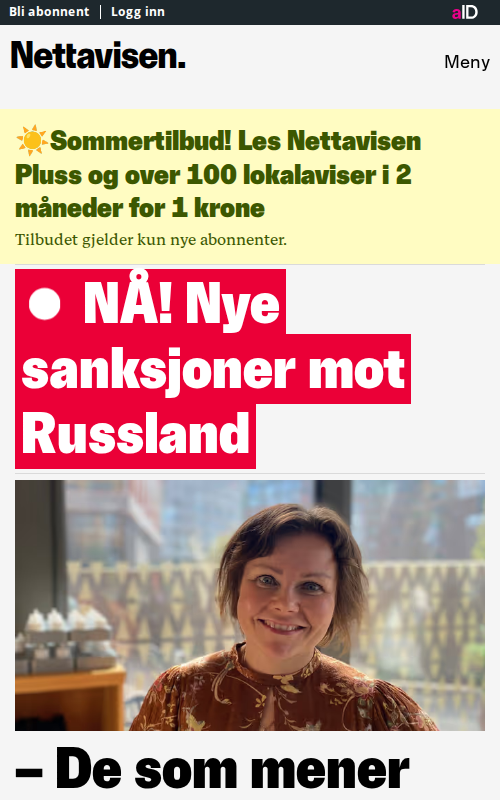 Bli abonnent | Logg inn
aID
Nettavisen.
Meny
☀️Sommertilbud! Les Nettavisen
Pluss og over 100 lokalaviser i 2
måneder for 1 krone
Tilbudet gjelder kun nye abonnenter.
NÅ! Nye
sanksjoner mot
Russland
– De som mener